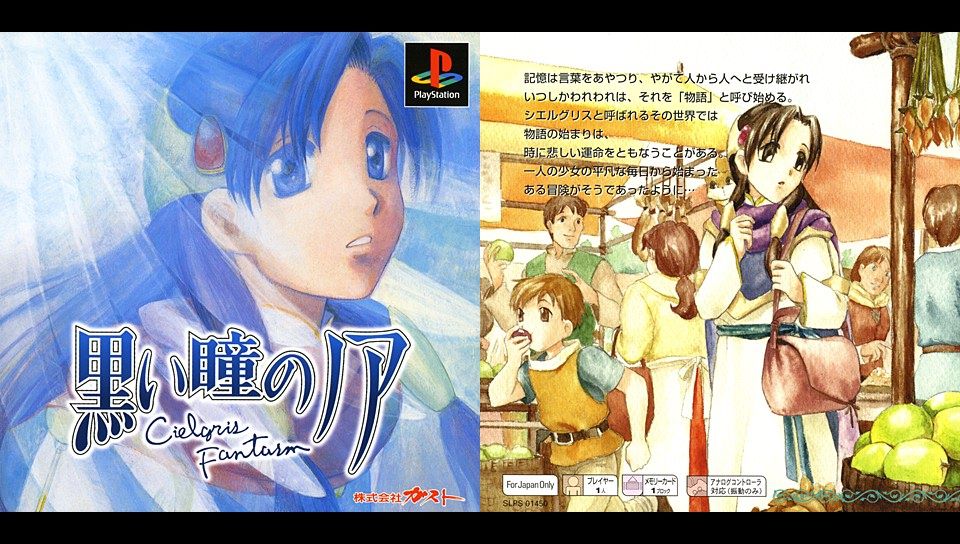 PlayStation
黒い瞳のノア
Cielgris
Fantasm
株式会社ガスト
記憶は言葉をあやつり、やがて人から人へと受け継がれ
いつしかわれわれは、それを「物語」と呼び始める。
シエルグリスと呼ばれるその世界では
物語の始まりは、
時に悲しい運命をともなうことがある。
一人の少女の平凡な毎日から始まった
ある冒険がそうであったように…
For Japan Only
プレイヤー
1人
メモリーカード
1ブロック
アナログコントローラ
対応(振動のみ)
SLPS 01450